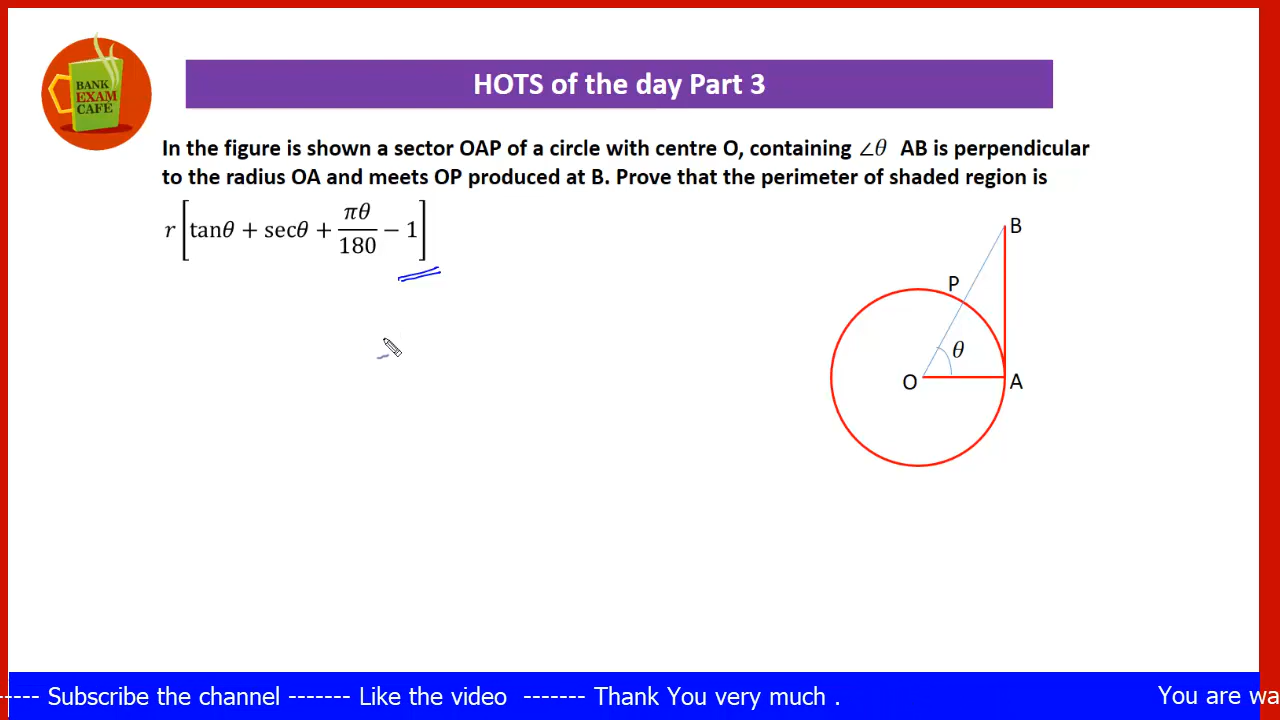 BANK
EXAM
CAFÉ
HOTS of the day Part 3
In the figure is shown a sector OAP of a circle with centre O, containing ∠θ AB is perpendicular
to the radius OA and meets OP produced at B. Prove that the perimeter of shaded region is
r[tanθ + secθ + πθ/180 − 1]
B
P
θ
O
A
----- Subscribe the channel ------- Like the video ------- Thank You very much . You are wa